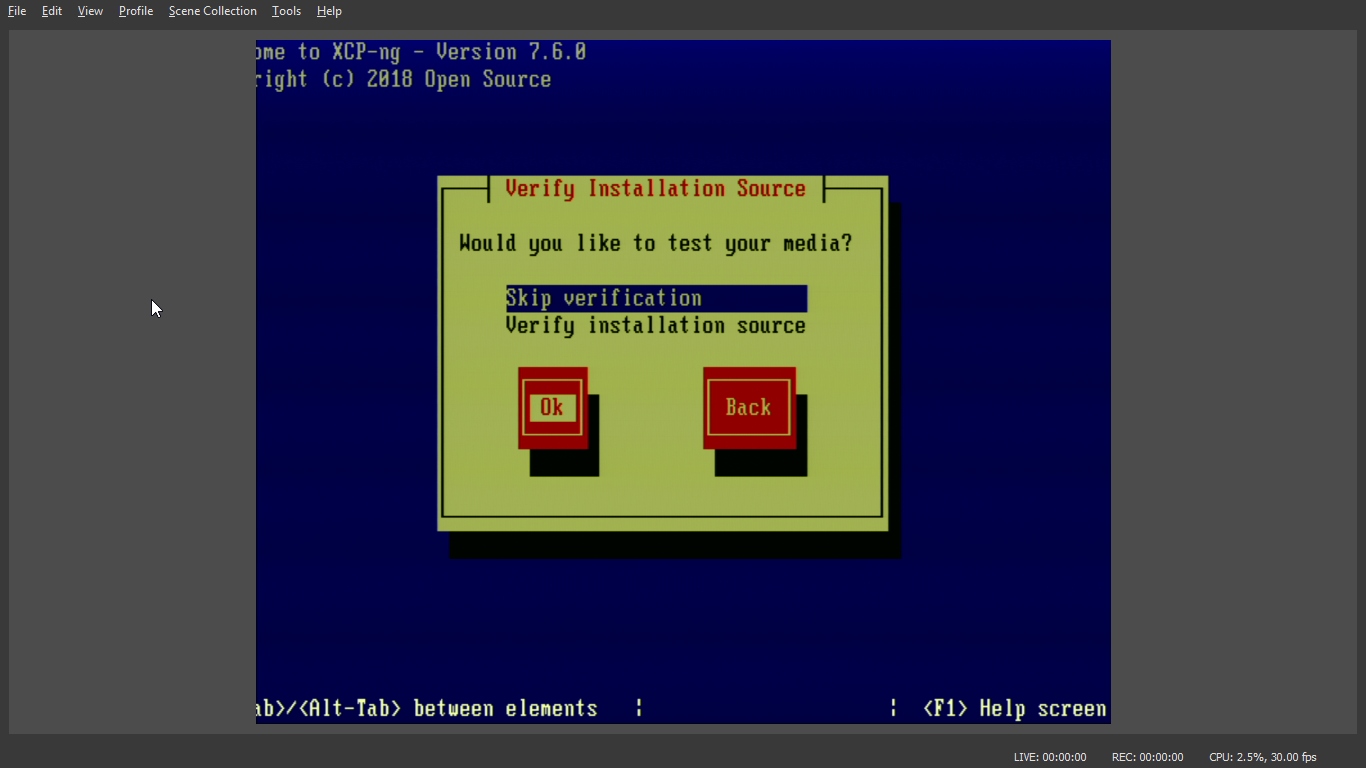 File Edit View Profile Scene Collection Tools Help
ome to XCP-ng - Version 7.6.0
right (c) 2018 Open Source
Verify Installation Source
Would you like to test your media?
Skip verification
Verify installation source
Ok Back
ab>/<Alt-Tab> between elements ¦ ¦ <F1> Help screen
LIVE: 00:00:00 REC: 00:00:00 CPU: 2.5%, 30.00 fps